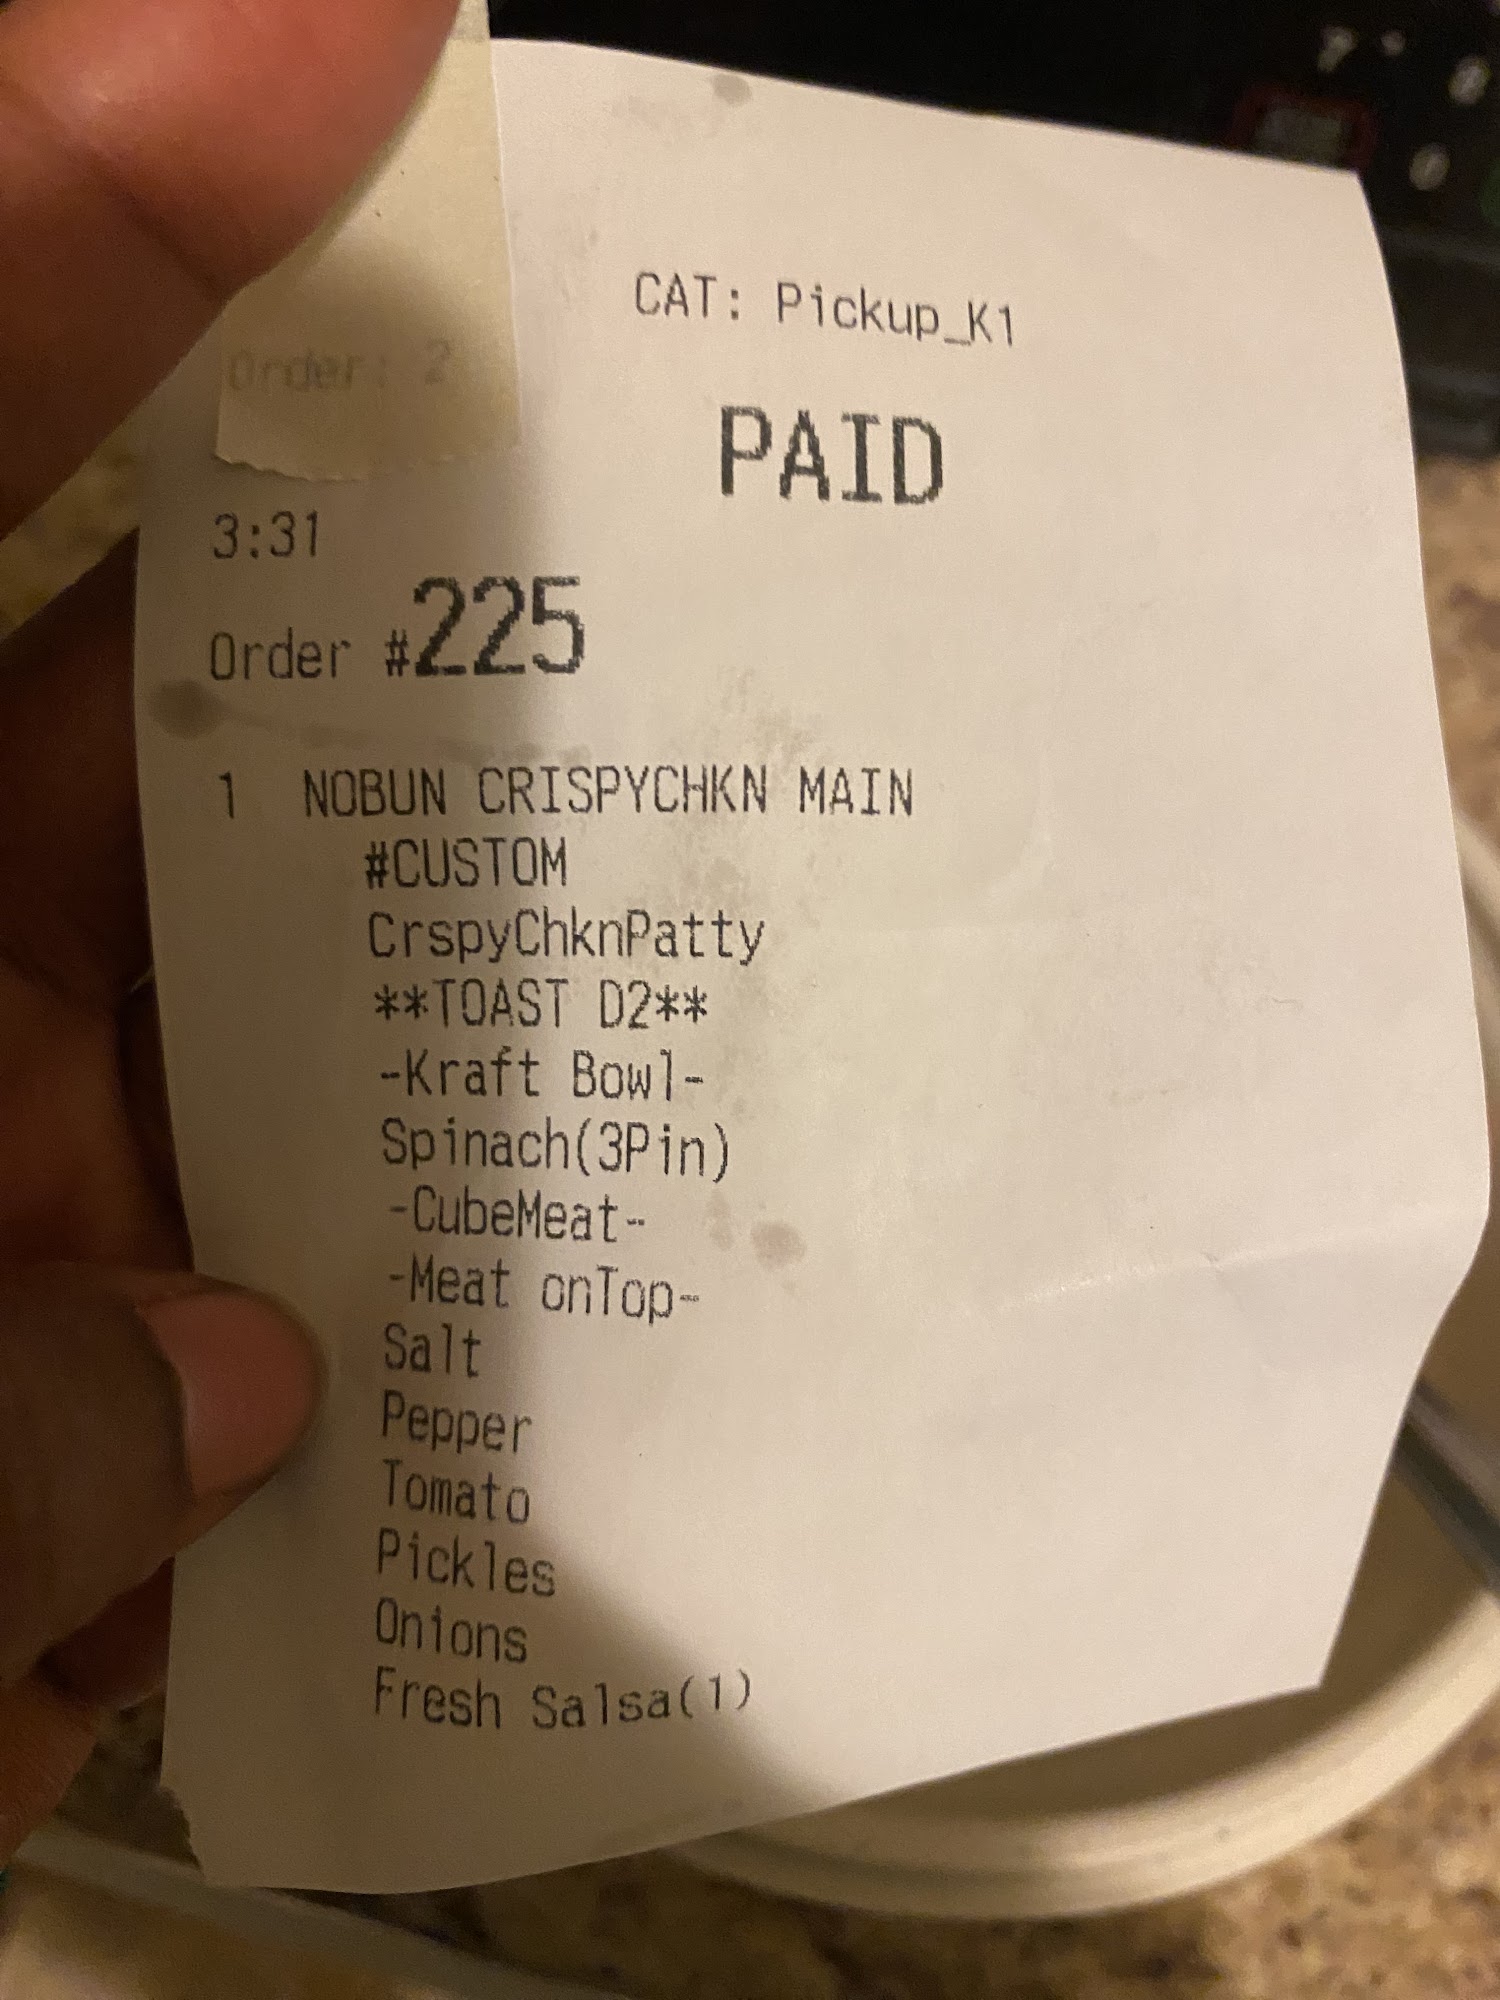 CAT: Pickup_K1
Order: 2
PAID
3:31
Order #225
1 NOBUN CRISPYCHKN MAIN
#CUSTOM
CrspyChknPatty
**TOAST D2**
-Kraft Bowl-
Spinach(3Pin)
-CubeMeat-
-Meat onTop-
Salt
Pepper
Tomato
Pickles
Onions
Fresh Salsa(1)